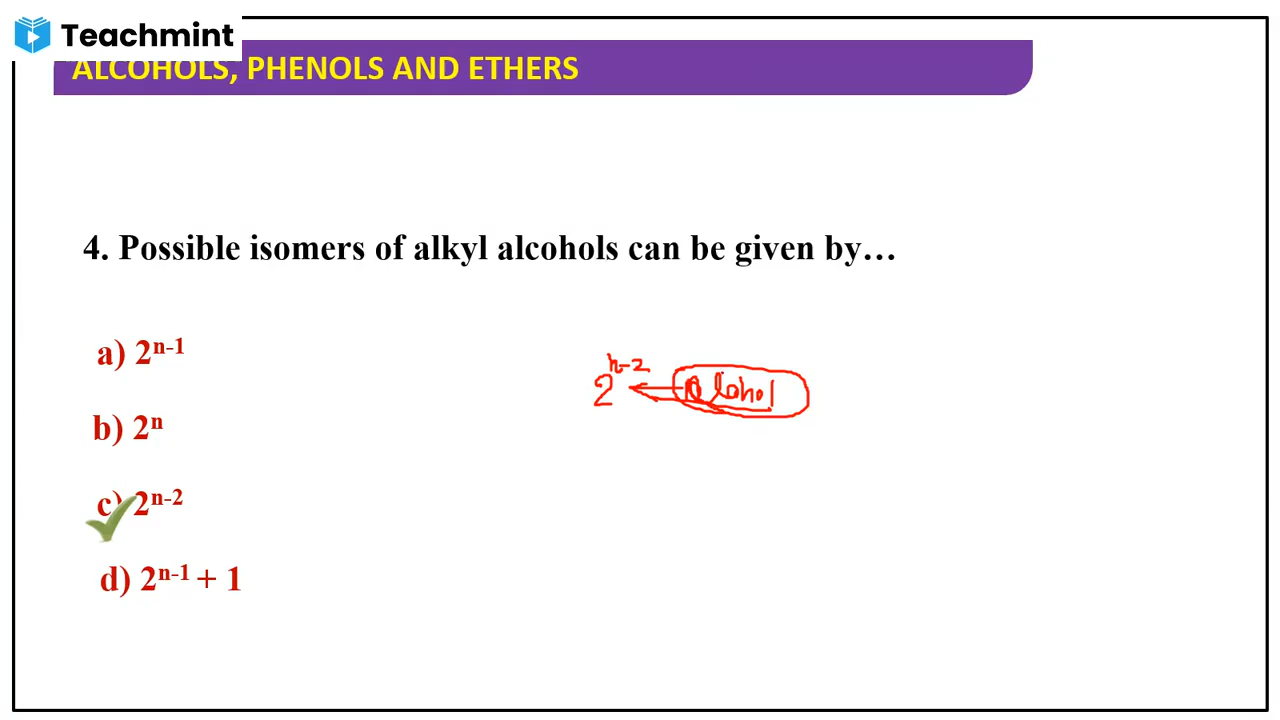 Teachmint
ALCOHOLS, PHENOLS AND ETHERS
4. Possible isomers of alkyl alcohols can be given by...
a) 2ⁿ⁻¹
2ⁿ⁻² Alohol
b) 2ⁿ
c) 2ⁿ⁻²
d) 2ⁿ⁻¹ + 1